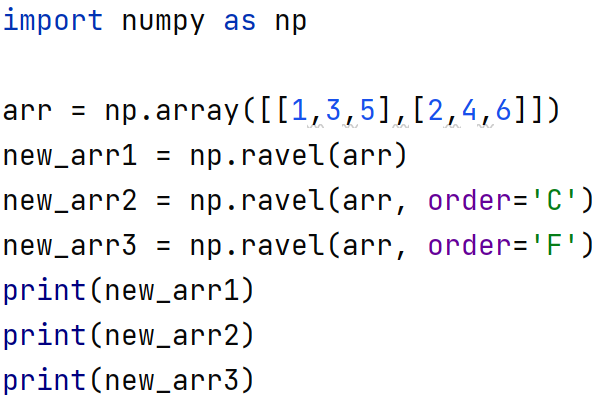 import numpy as np
arr = np.array([[1,3,5],[2,4,6]])
new_arr1 = np.ravel(arr)
new_arr2 = np.ravel(arr, order='C')
new_arr3 = np.ravel(arr, order='F')
print(new_arr1)
print(new_arr2)
print(new_arr3)